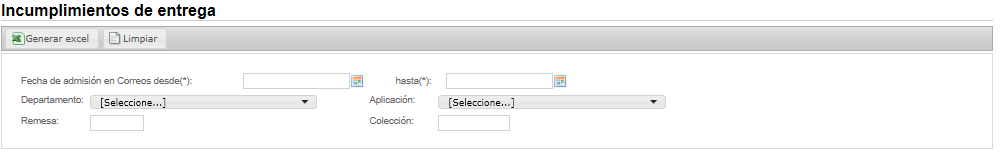 Incumplimientos de entrega
Generar excel Limpiar
Fecha de admisión en Correos desde(*): hasta(*):
Departamento: [Seleccione...] Aplicación: [Seleccione...]
Remesa: Colección: